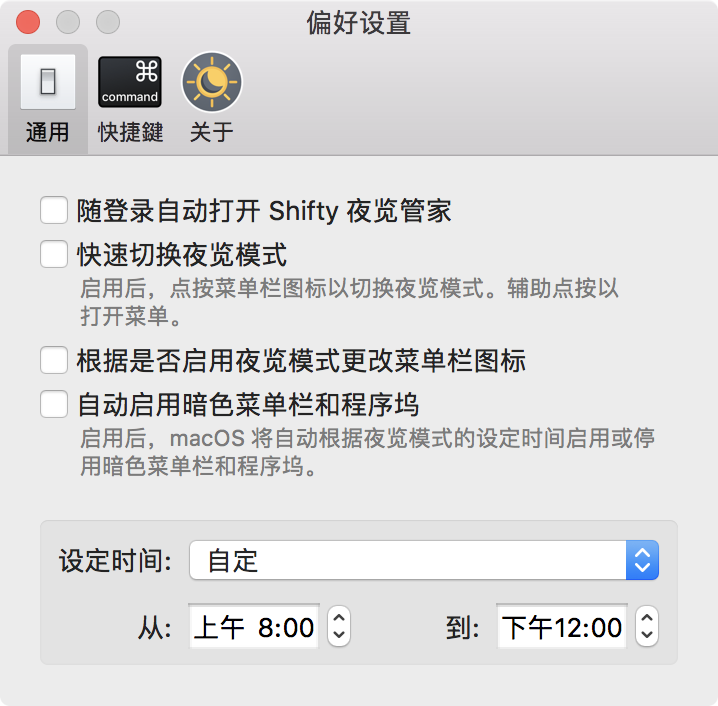 偏好设置
⌘
command
通用
快捷鍵
关于
随登录自动打开 Shifty 夜览管家
快速切换夜览模式
启用后，点按菜单栏图标以切换夜览模式。辅助点按以
打开菜单。
根据是否启用夜览模式更改菜单栏图标
自动启用暗色菜单栏和程序坞
启用后，macOS 将自动根据夜览模式的设定时间启用或停
用暗色菜单栏和程序坞。
设定时间: 自定
从: 上午 8:00 到: 下午12:00